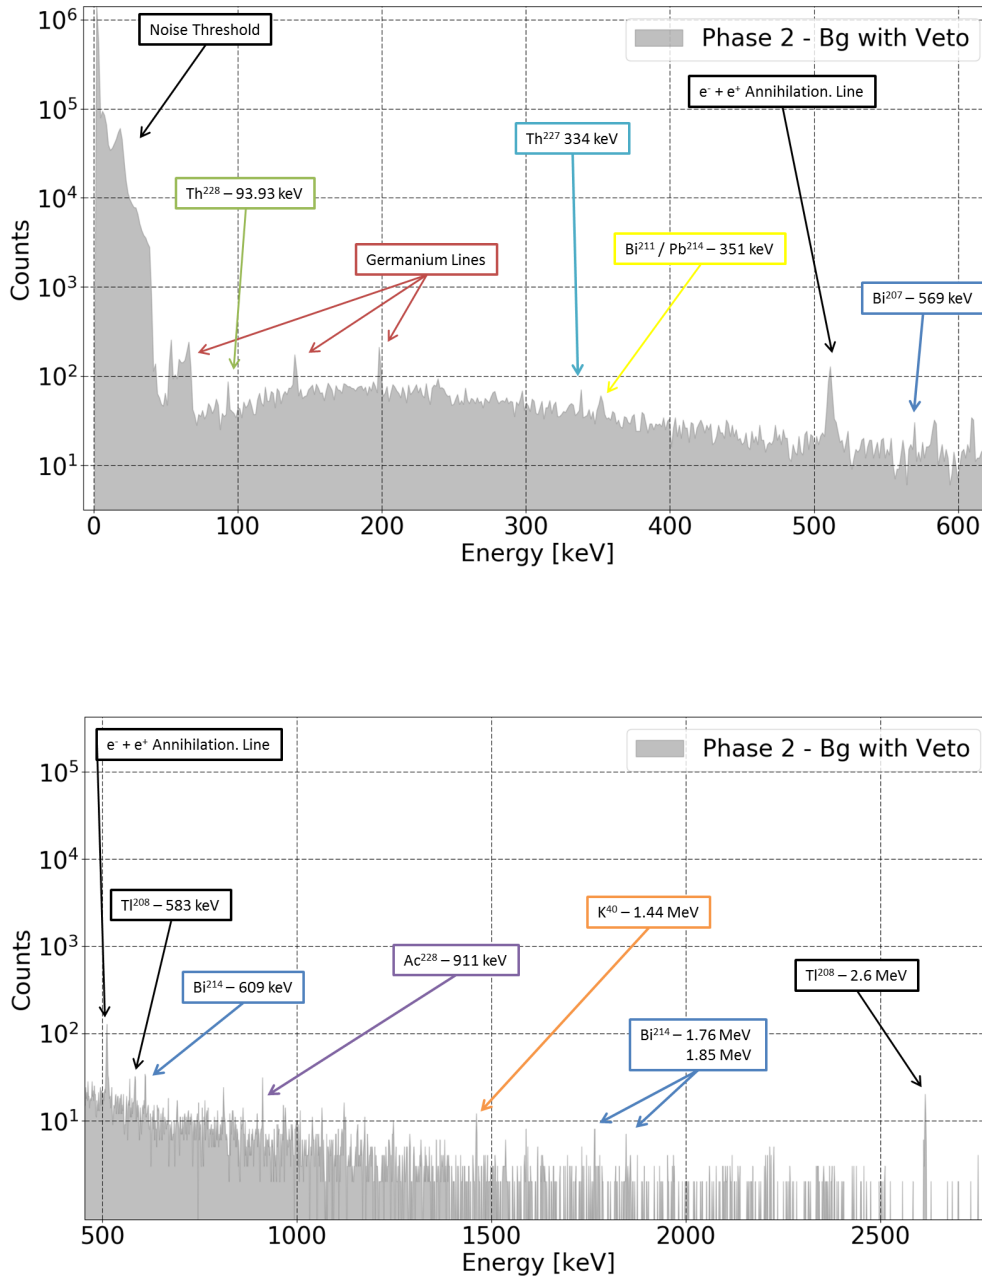 10⁶
Noise Threshold
Phase 2 - Bg with Veto
e⁻ + e⁺ Annihilation. Line
10⁵
Th²²⁷ 334 keV
10⁴
Th²²⁸ – 93.93 keV
Counts
Germanium Lines
Bi²¹¹ / Pb²¹⁴ – 351 keV
10³
Bi²⁰⁷ – 569 keV
10²
10¹
0 100 200 300 400 500 600
Energy [keV]
e⁻ + e⁺ Annihilation. Line
Phase 2 - Bg with Veto
10⁵
10⁴
Tl²⁰⁸ – 583 keV
K⁴⁰ – 1.44 MeV
10³
Counts
Bi²¹⁴ – 609 keV
Ac²²⁸ – 911 keV
Tl²⁰⁸ – 2.6 MeV
10²
Bi²¹⁴ – 1.76 MeV
1.85 MeV
10¹
500 1000 1500 2000 2500
Energy [keV]